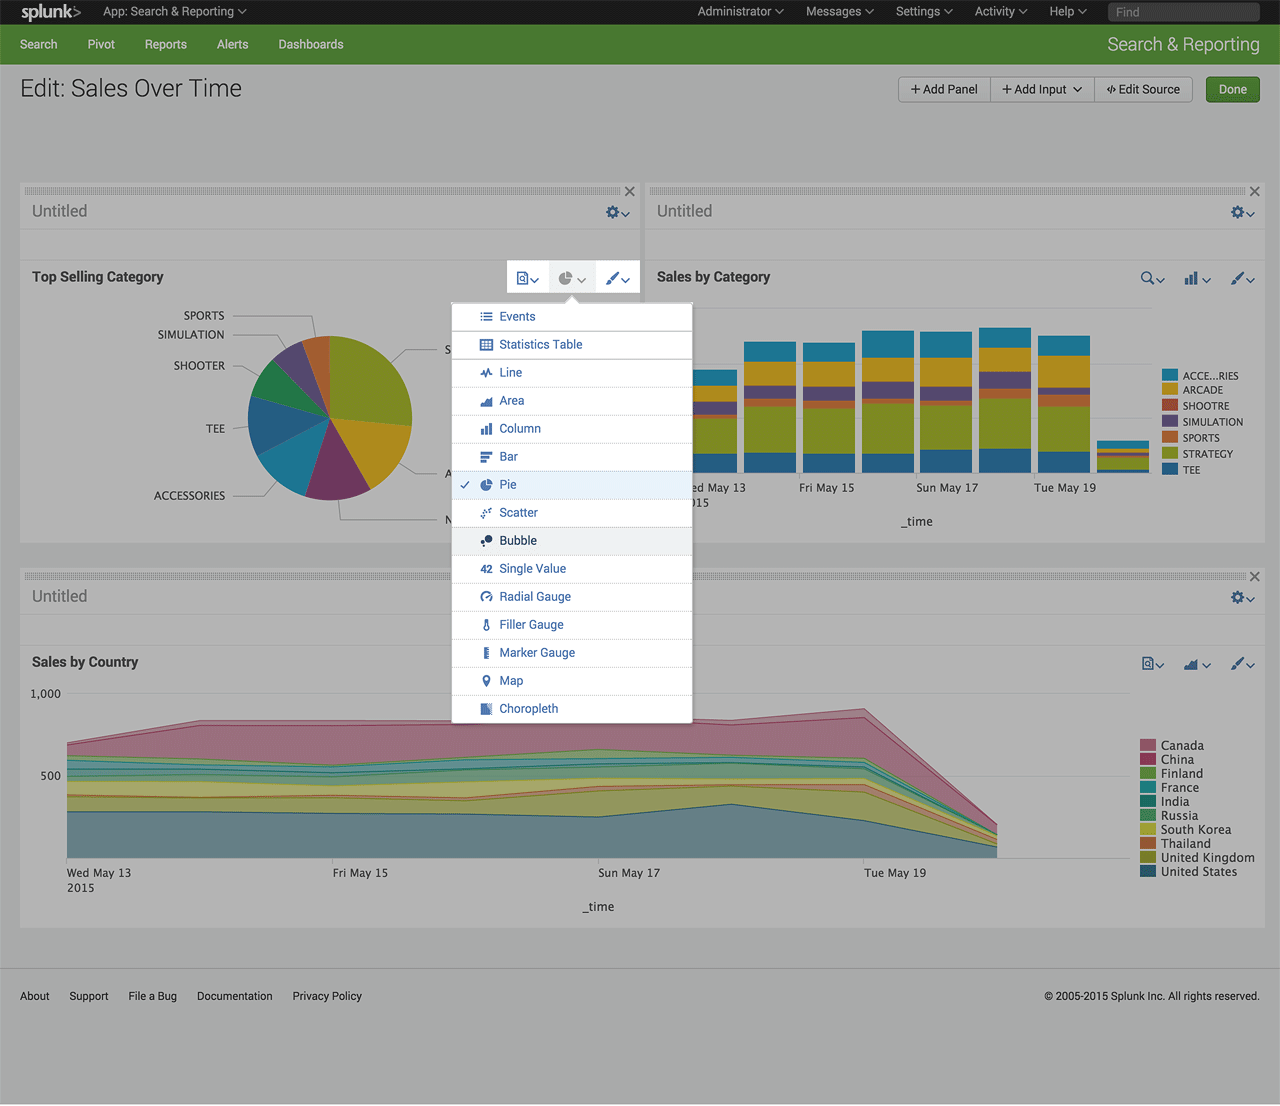 splunk> App: Search & Reporting Administrator Messages Settings Activity Help Find
Search Pivot Reports Alerts Dashboards Search & Reporting
Edit: Sales Over Time + Add Panel + Add Input Edit Source Done
Untitled
Top Selling Category
SPORTS
SIMULATION
SHOOTER
TEE
ACCESSORIES
S
A
N
Events
Statistics Table
Line
Area
Column
Bar
Pie
Scatter
Bubble
42 Single Value
Radial Gauge
Filler Gauge
Marker Gauge
Map
Choropleth
Untitled
Sales by Category
ACCE...RIES
ARCADE
SHOOTRE
SIMULATION
SPORTS
STRATEGY
TEE
ed May 13 Fri May 15 Sun May 17 Tue May 19
015
_time
Untitled
Sales by Country
1,000
500
Canada
China
Finland
France
India
Russia
South Korea
Thailand
United Kingdom
United States
Wed May 13 Fri May 15 Sun May 17 Tue May 19
2015
_time
About Support File a Bug Documentation Privacy Policy © 2005-2015 Splunk Inc. All rights reserved.